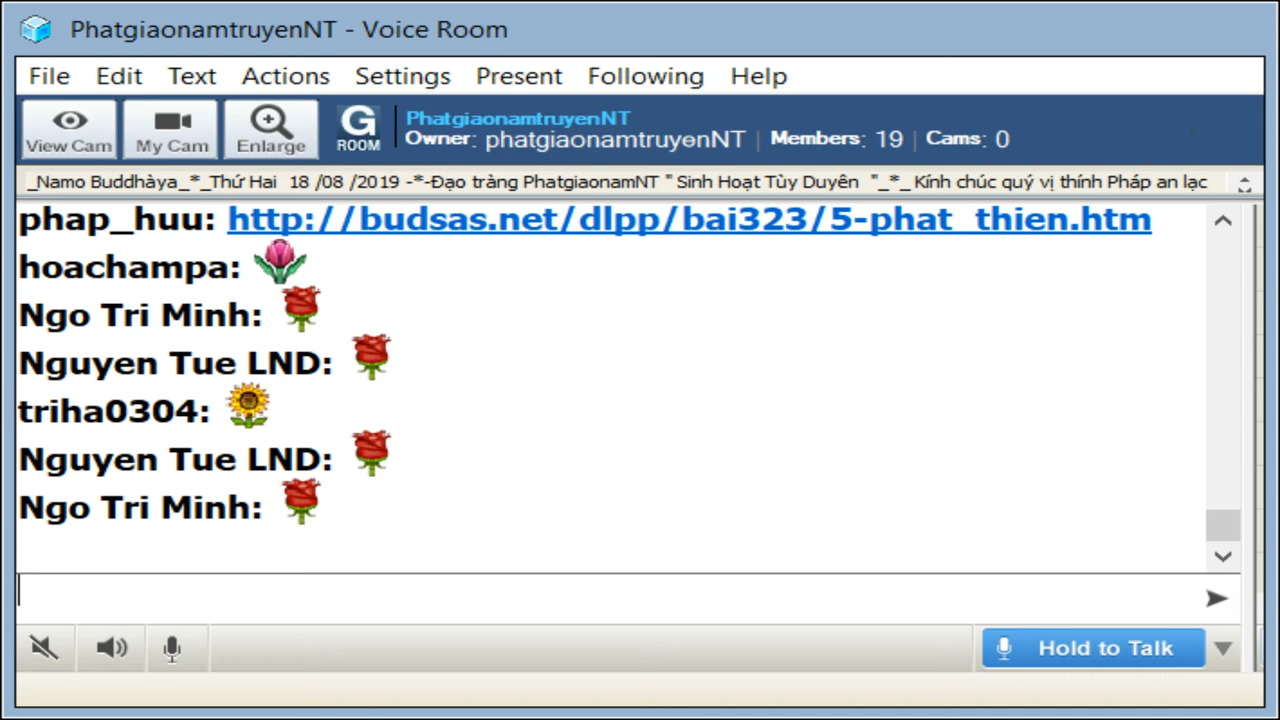 PhatgiaonamtruyenNT - Voice Room
File Edit Text Actions Settings Present Following Help
View Cam My Cam Enlarge G ROOM
PhatgiaonamtruyenNT
Owner: phatgiaonamtruyenNT | Members: 19 | Cams: 0
_Namo Buddhàya_*_Thứ Hai 18 /08 /2019 -*-Đạo tràng PhatgiaonamNT " Sinh Hoạt Tùy Duyên "_*_ Kính chúc quý vị thính Pháp an lạc
phap_huu: http://budsas.net/dlpp/bai323/5-phat_thien.htm
hoachampa:
Ngo Tri Minh:
Nguyen Tue LND:
triha0304:
Nguyen Tue LND:
Ngo Tri Minh:
Hold to Talk